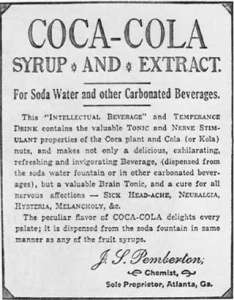 COCA-COLA
SYRUP * AND * EXTRACT.
For Soda Water and other Carbonated Beverages.
This "INTELLECTUAL BEVERAGE" and TEMPERANCE
DRINK contains the valuable TONIC and NERVE STIM-
ULANT properties of the Coca plant and Cola (or Kola)
nuts, and makes not only a delicious, exhilarating,
refreshing and invigorating Beverage, (dispensed from
the soda water fountain or in other carbonated bever-
ages), but a valuable Brain Tonic, and a cure for all
nervous affections — SICK HEAD-ACHE, NEURALGIA,
HYSTERIA, MELANCHOLY, &c.
The peculiar flavor of COCA-COLA delights every
palate; it is dispensed from the soda fountain in same
manner as any of the fruit syrups.
J. S. Pemberton,
Chemist,
Sole Proprietor, Atlanta, Ga.